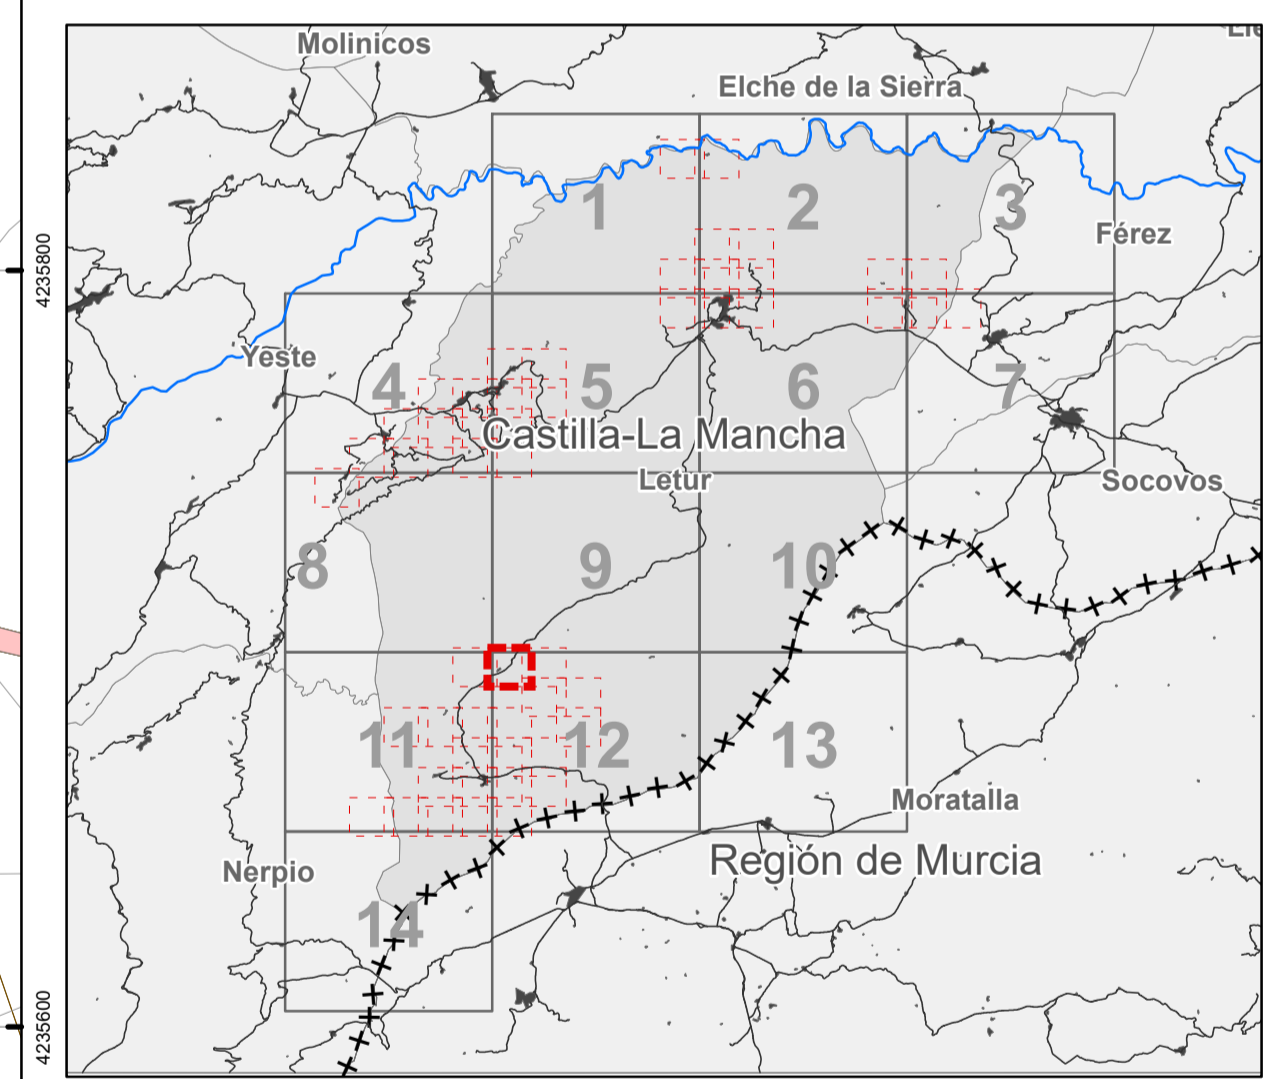 Molinicos
Elche de la Sierra
1
2
3
Férez
4235800
Yeste
4
5
6
7
Castilla-La Mancha
Letur
Socovos
8
9
10
11
12
13
Moratalla
Región de Murcia
Nerpio
14
4235600